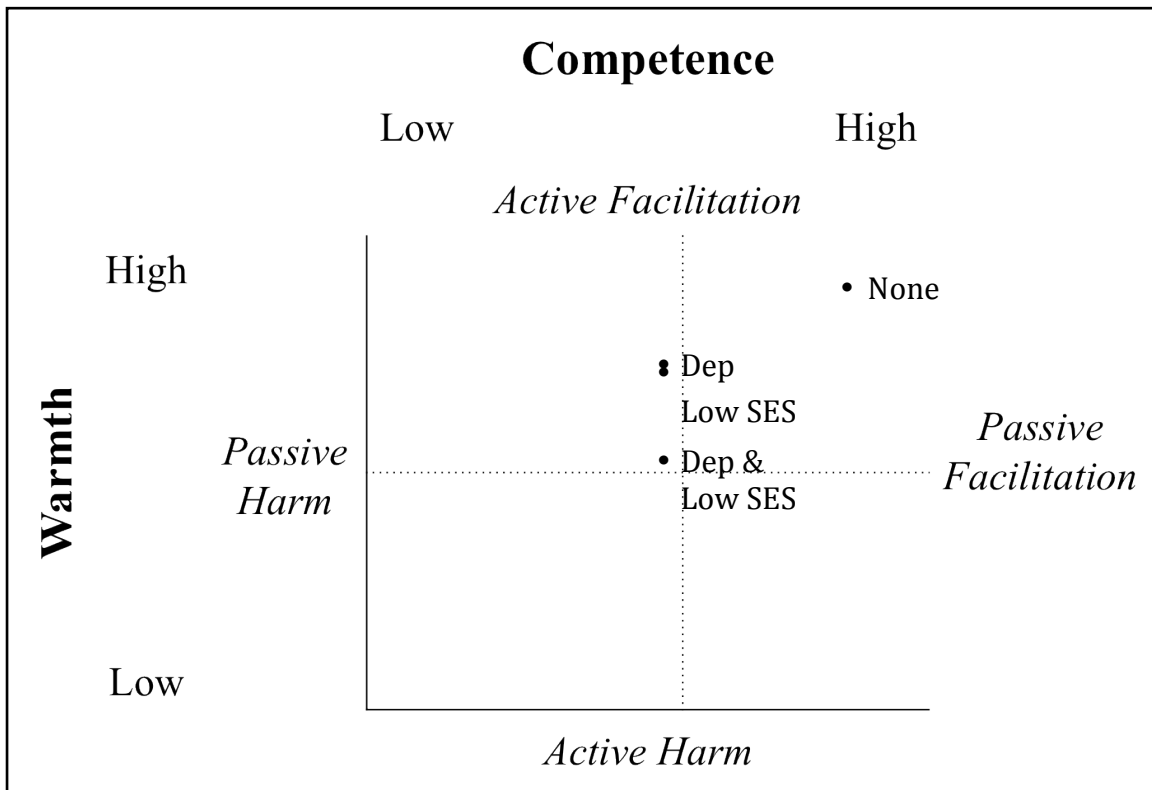 Competence
Low High
Active Facilitation
High
None
Dep
Low SES
Warmth
Passive
Harm
Dep &
Low SES
Passive
Facilitation
Low
Active Harm